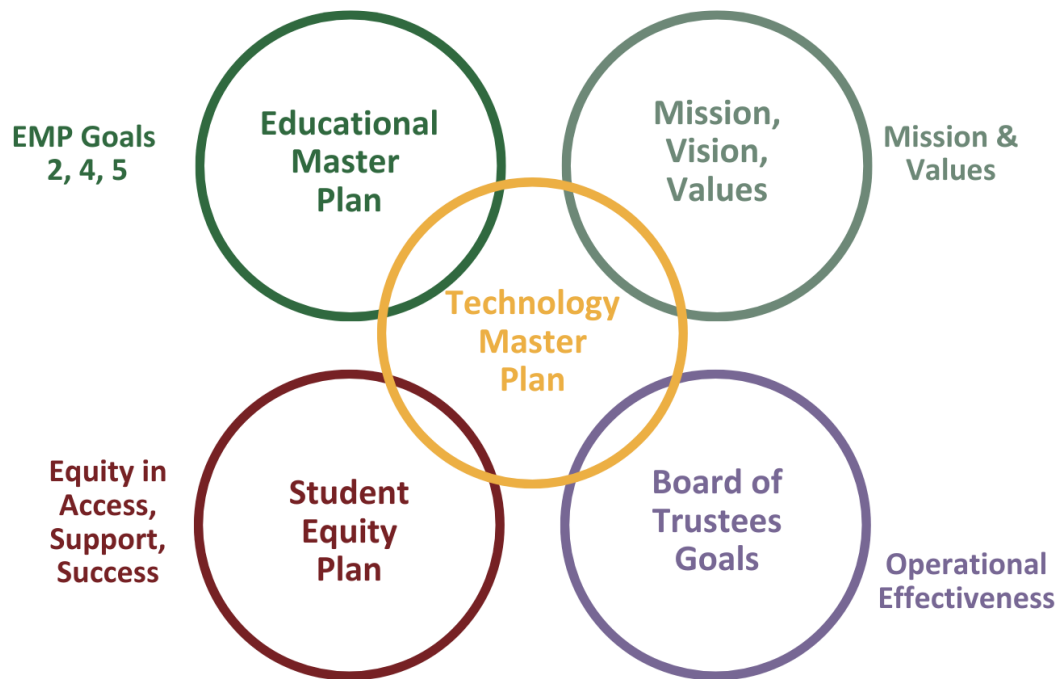 EMP Goals
2, 4, 5
Educational
Master
Plan
Mission,
Vision,
Values
Mission &
Values
Technology
Master
Plan
Equity in
Access,
Support,
Success
Student
Equity
Plan
Board of
Trustees
Goals
Operational
Effectiveness